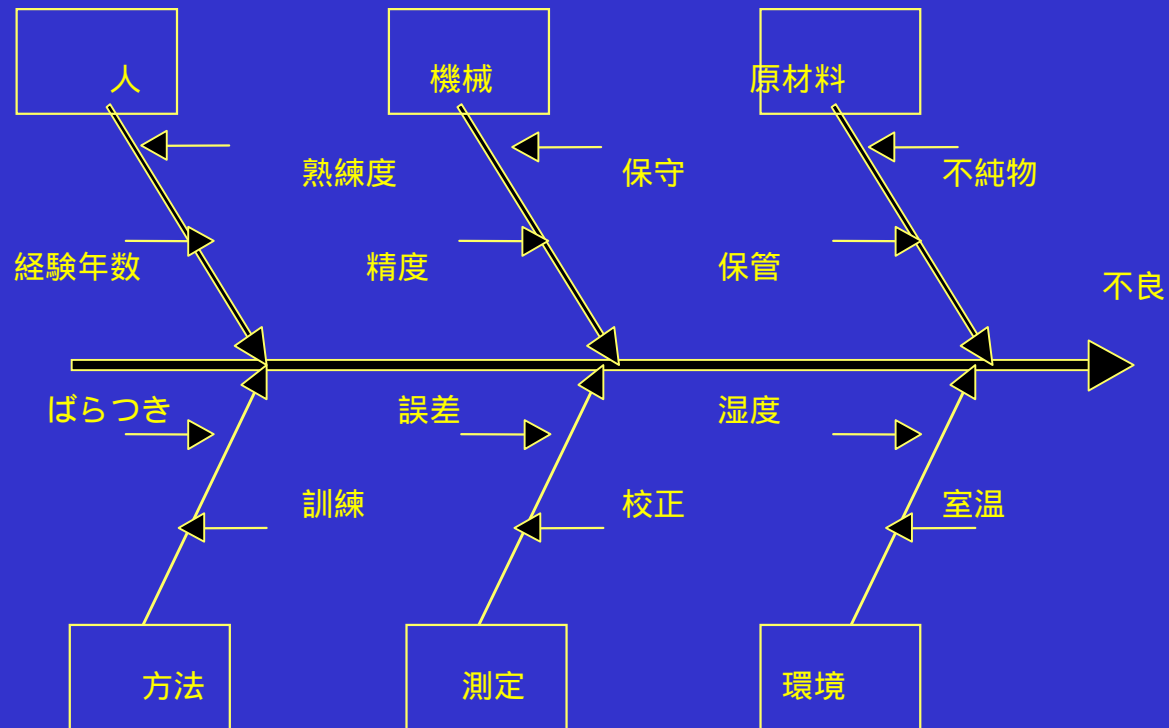 人
機械
原材料
熟練度
保守
不純物
経験年数
精度
保管
不良
ばらつき
誤差
湿度
訓練
校正
室温
方法
測定
環境